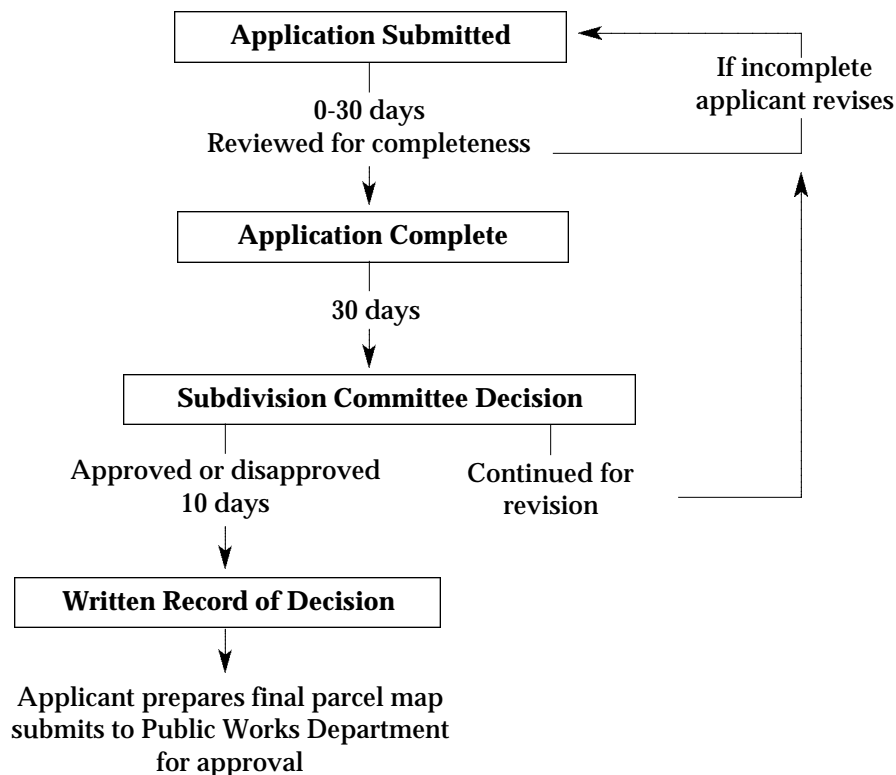 Application Submitted
If incomplete
applicant revises
0-30 days
Reviewed for completeness
Application Complete
30 days
Subdivision Committee Decision
Approved or disapproved
10 days
Continued for
revision
Written Record of Decision
Applicant prepares final parcel map
submits to Public Works Department
for approval